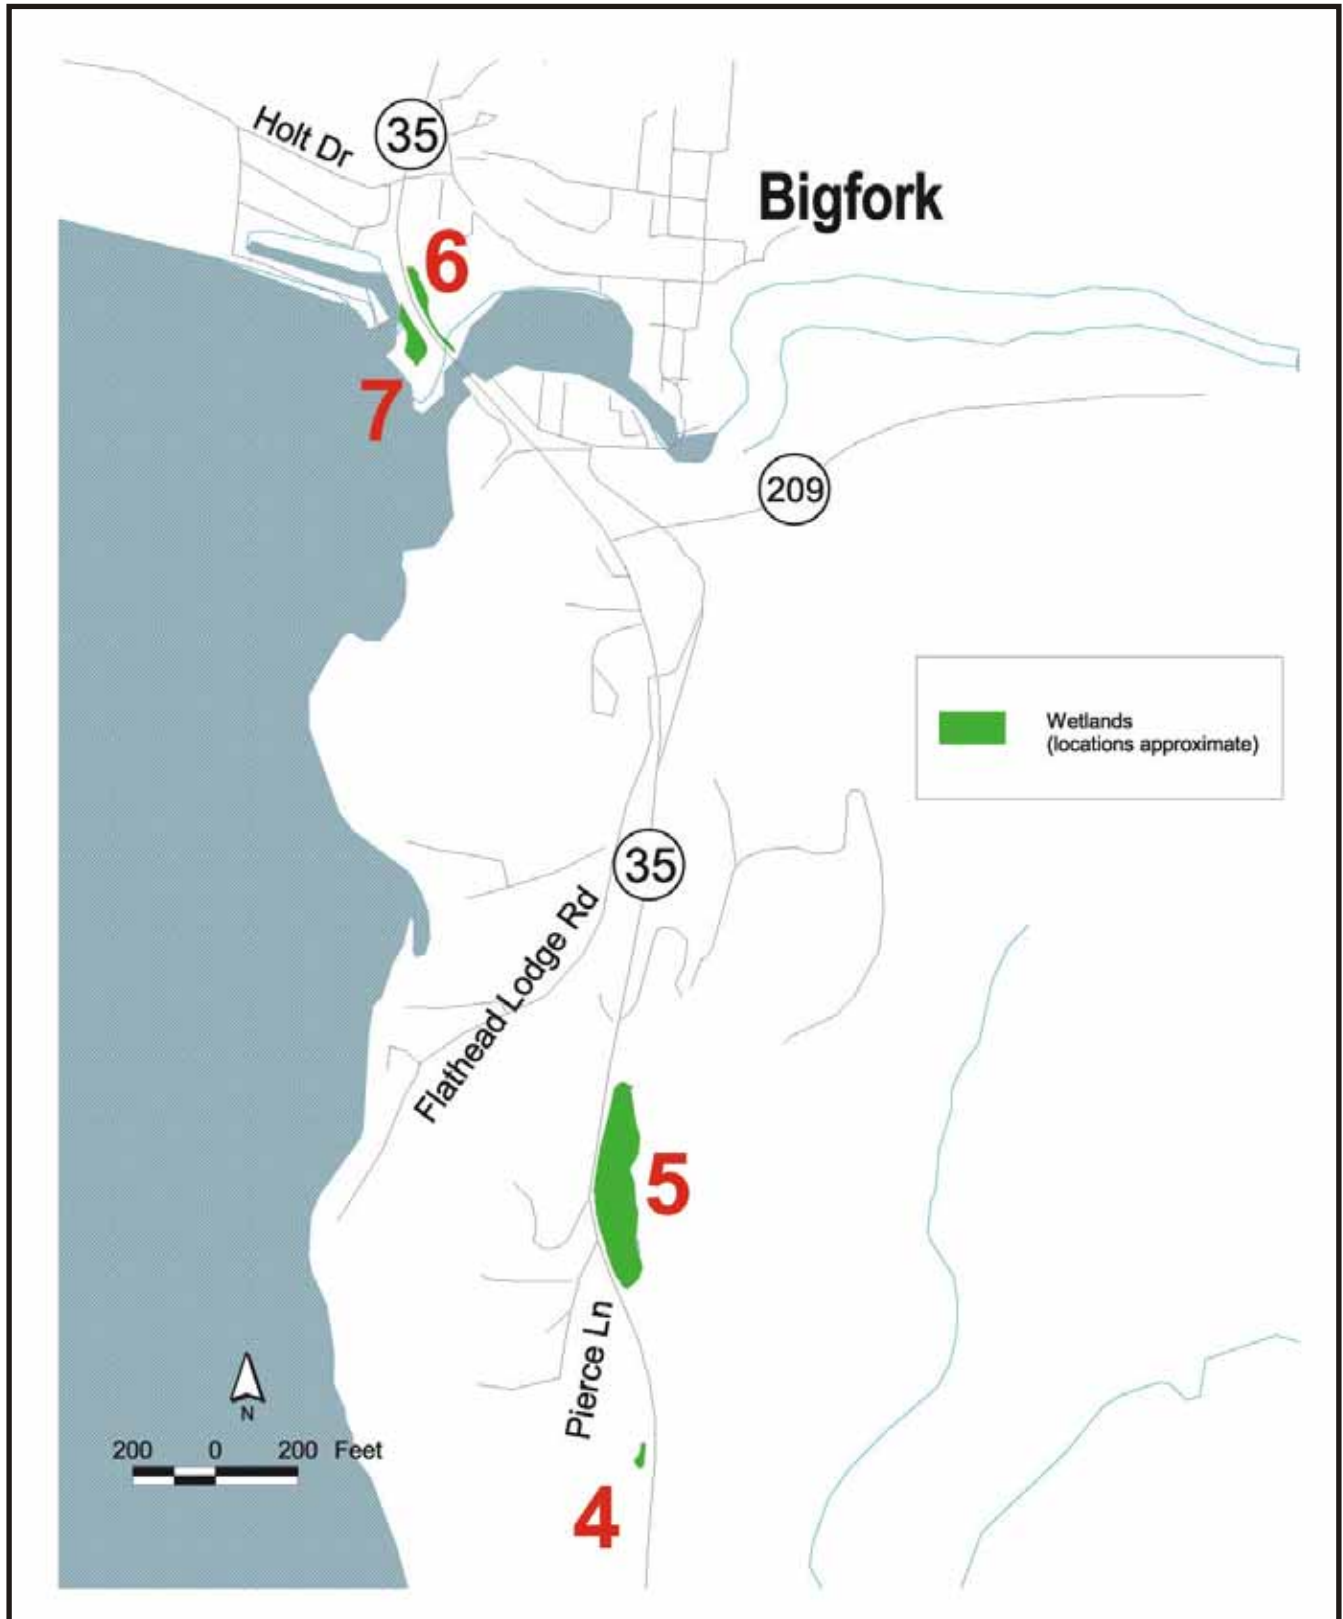 Holt Dr
35
Bigfork
6
7
209
Wetlands
(locations approximate)
35
Flathead Lodge Rd
5
Pierce Ln
N
200 0 200 Feet
4